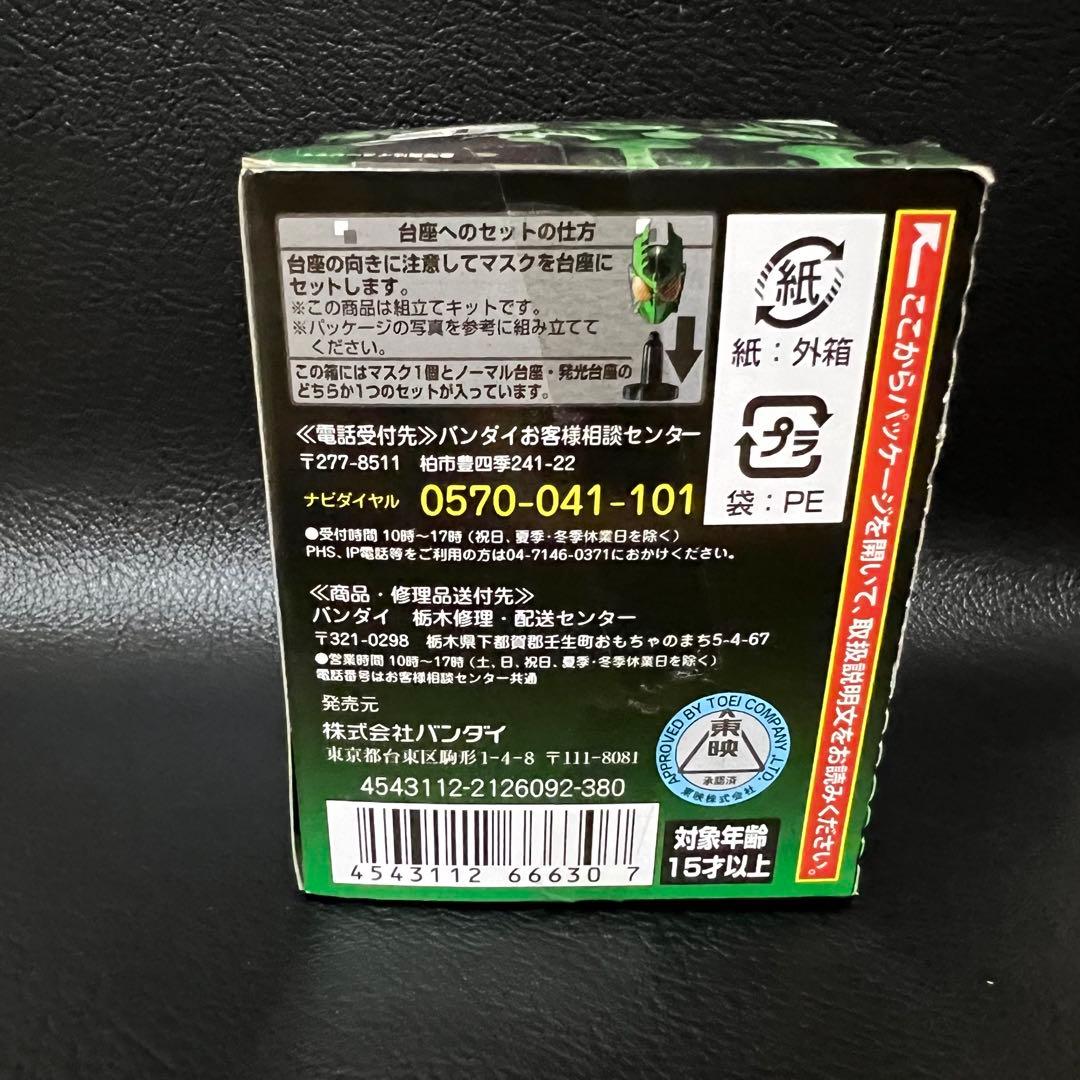 台座へのセットの仕方
台座の向きに注意してマスクを台座に
セットします。
※この商品は組立てキットです。
※パッケージの写真を参考に組み立てて
ください。
この箱にはマスク1個とノーマル台座・発光台座の
どちらか1つのセットが入っています。
紙
紙：外箱
プラ
袋：PE
≪電話受付先≫バンダイお客様相談センター
〒277-8511 柏市豊四季241-22
ナビダイヤル 0570-041-101
●受付時間 10時〜17時（祝日、夏季・冬季休業日を除く）
PHS、IP電話等をご利用の方は04-7146-0371におかけください。
≪商品・修理品送付先≫
バンダイ 栃木修理・配送センター
〒321-0298 栃木県下都賀郡壬生町おもちゃのまち5-4-67
●営業時間 10時〜17時（土、日、祝日、夏季・冬季休業日を除く）
電話番号はお客様相談センター共通
発売元
株式会社バンダイ
東京都台東区駒形1-4-8 〒111-8081
4543112-2126092-380
4543112 66630 7
APPROVED BY TOEI COMPANY, LTD.
東映
承認済
東映株式会社
対象年齢
15才以上
←ここからパッケージを開いて、取扱説明文をお読みください。